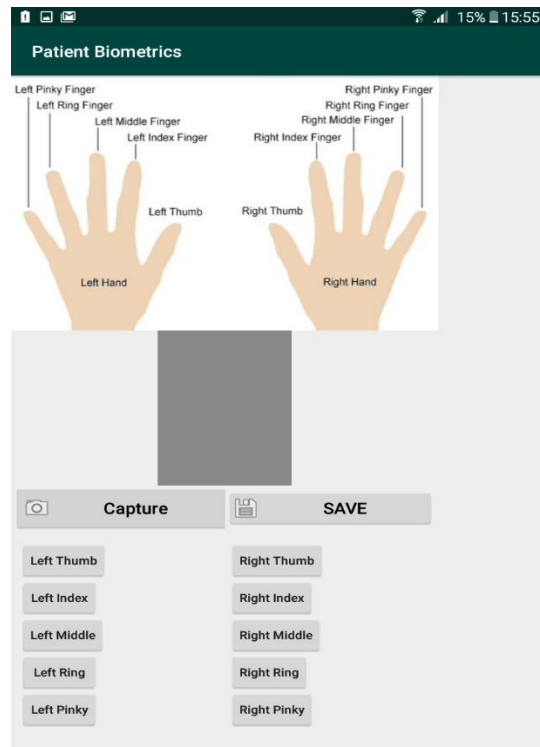 15% 15:55
Patient Biometrics
Left Pinky Finger
Right Pinky Finger
Left Ring Finger
Right Ring Finger
Left Middle Finger
Right Middle Finger
Left Index Finger
Right Index Finger
Left Thumb
Right Thumb
Left Hand
Right Hand
Capture
SAVE
Left Thumb
Right Thumb
Left Index
Right Index
Left Middle
Right Middle
Left Ring
Right Ring
Left Pinky
Right Pinky